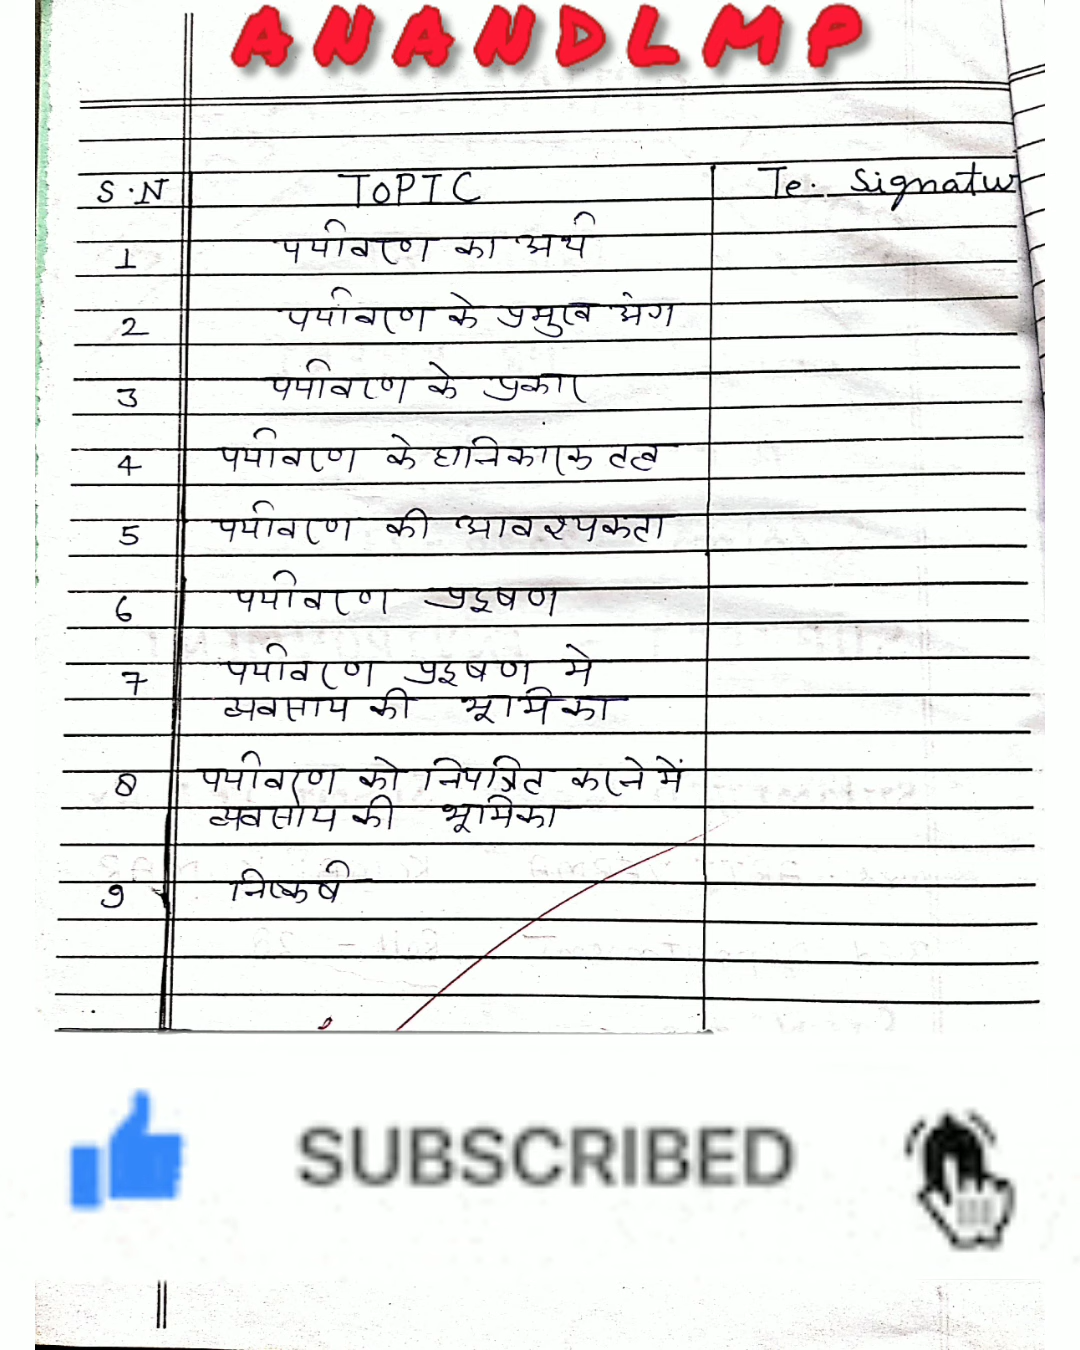 ANANDLMP
S.N TOPIC Te. Signatur
1 पर्यावरण का अर्थ
2 पर्यावरण के प्रमुख अंग
3 पर्यावरण के प्रकार
4 पर्यावरण के हानिकारक तत्व
5 पर्यावरण की आवश्यकता
6 पर्यावरण प्रदूषण
7 पर्यावरण प्रदूषण मे
व्यवसाय की भूमिका
8 पर्यावरण को नियंत्रित करने में
व्यवसाय की भूमिका
9 निष्कर्ष
SUBSCRIBED